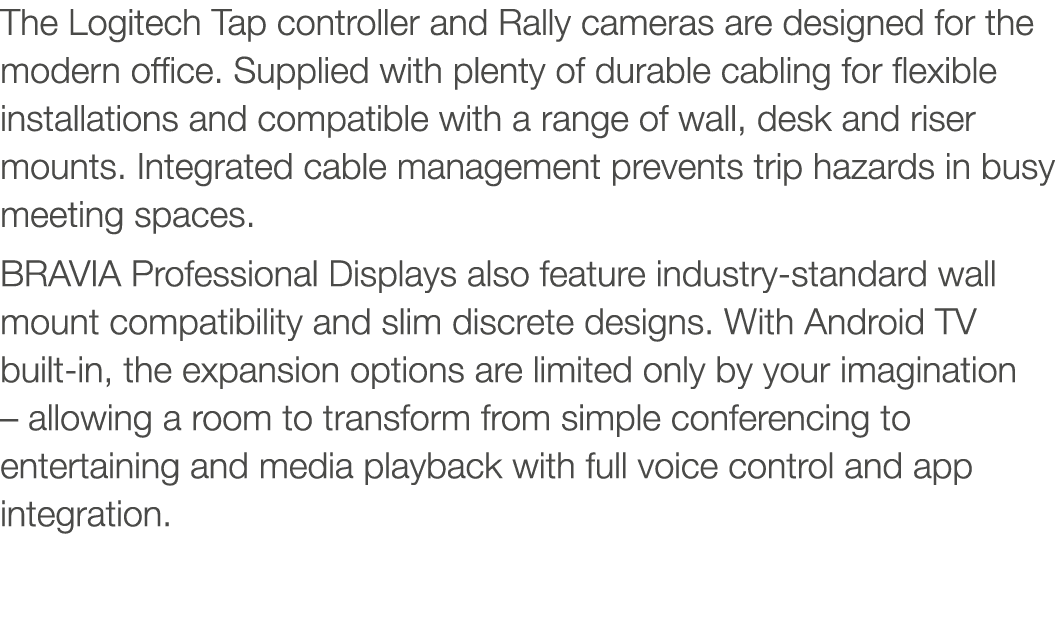 The Logitech Tap controller and Rally cameras are designed for the
modern office. Supplied with plenty of durable cabling for flexible
installations and compatible with a range of wall, desk and riser
mounts. Integrated cable management prevents trip hazards in busy
meeting spaces.
BRAVIA Professional Displays also feature industry-standard wall
mount compatibility and slim discrete designs. With Android TV
built-in, the expansion options are limited only by your imagination
– allowing a room to transform from simple conferencing to
entertaining and media playback with full voice control and app
integration.